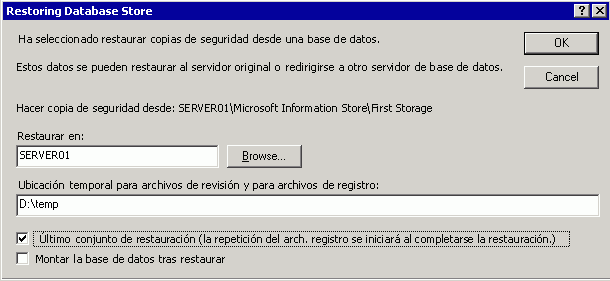 Restoring Database Store
Ha seleccionado restaurar copias de seguridad desde una base de datos.
OK
Estos datos se pueden restaurar al servidor original o redirigirse a otro servidor de base de datos.
Cancel
Hacer copia de seguridad desde: SERVER01\Microsoft Information Store\First Storage
Restaurar en:
SERVER01
Browse...
Ubicación temporal para archivos de revisión y para archivos de registro:
D:\temp
Último conjunto de restauración (la repetición del arch. registro se iniciará al completarse la restauración.)
Montar la base de datos tras restaurar